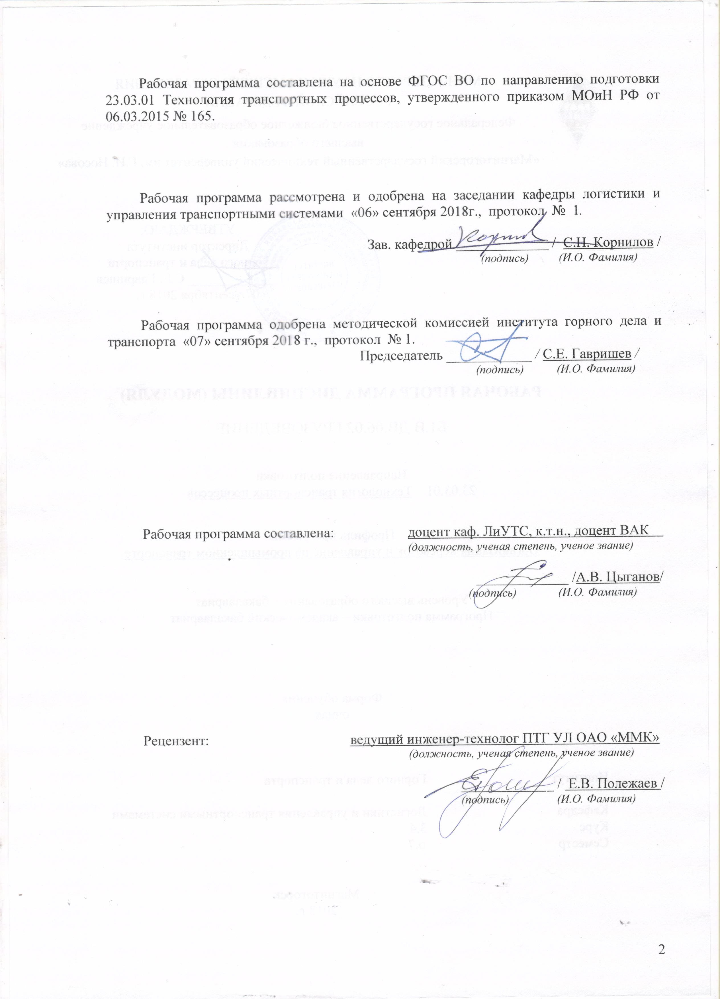 Рабочая программа составлена на основе ФГОС ВО по направлению подготовки
23.03.01 Технология транспортных процессов, утвержденного приказом МОиН РФ от
06.03.2015 № 165.
Рабочая программа рассмотрена и одобрена на заседании кафедры логистики и
управления транспортными системами «06» сентября 2018г., протокол № 1.
Зав. кафедрой _____________ / С.Н. Корнилов /
(подпись) (И.О. Фамилия)
Рабочая программа одобрена методической комиссией института горного дела и
транспорта «07» сентября 2018 г., протокол № 1.
Председатель ____________ / С.Е. Гавришев /
(подпись) (И.О. Фамилия)
Рабочая программа составлена: доцент каф. ЛиУТС, к.т.н., доцент ВАК
(должность, ученая степень, ученое звание)
_____________ /А.В. Цыганов/
(подпись) (И.О. Фамилия)
Рецензент: ведущий инженер-технолог ПТГ УЛ ОАО «ММК»
(должность, ученая степень, ученое звание)
_____________ / Е.В. Полежаев /
(подпись) (И.О. Фамилия)
2